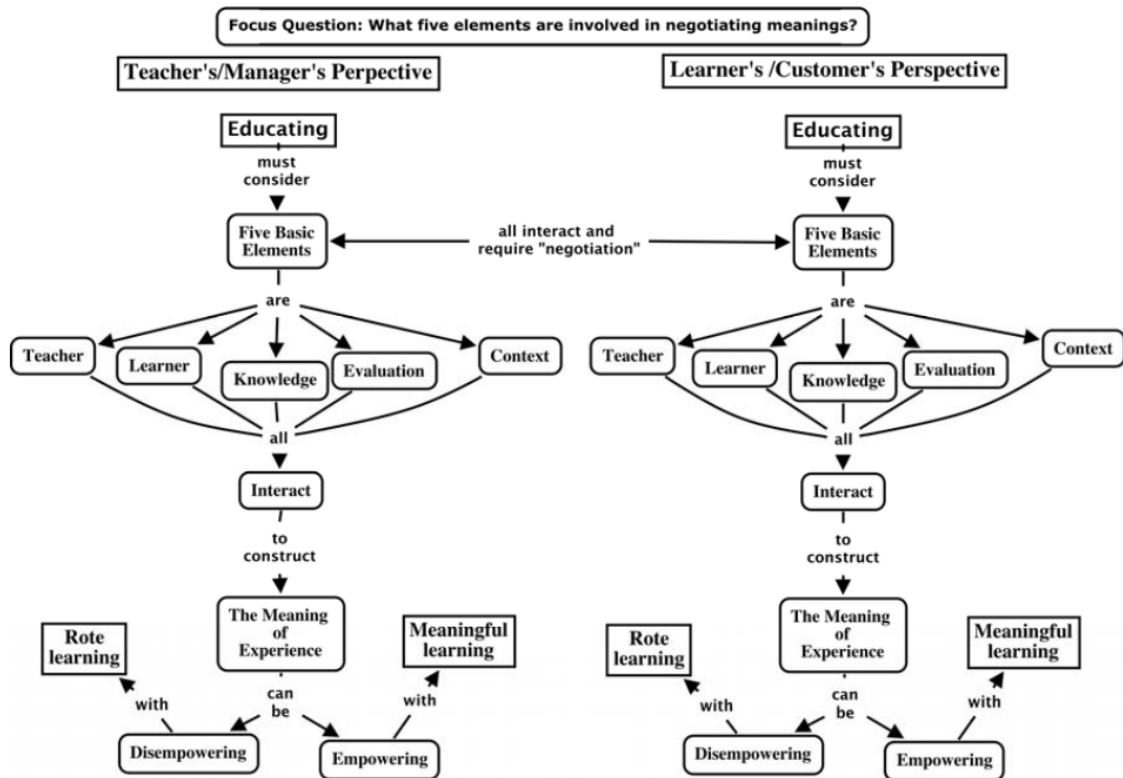 Focus Question: What five elements are involved in negotiating meanings?
Teacher's/Manager's Perpective
Learner's /Customer's Perspective
Educating
must
consider
Five Basic
Elements
all interact and
require "negotiation"
Educating
must
consider
Five Basic
Elements
are
Teacher
Learner
Knowledge
Evaluation
Context
all
Interact
to
construct
The Meaning
of
Experience
Rote
learning
Meaningful
learning
with
can
be
with
Disempowering
Empowering
are
Teacher
Learner
Knowledge
Evaluation
Context
all
Interact
to
construct
The Meaning
of
Experience
Rote
learning
Meaningful
learning
with
can
be
with
Disempowering
Empowering